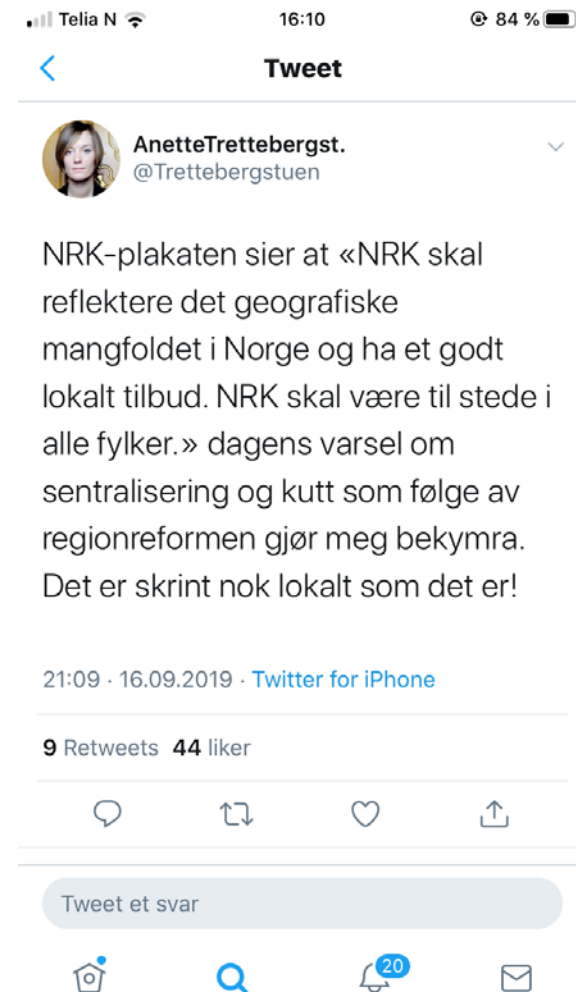 Telia N 16:10 84 %
Tweet
AnetteTrettebergst.
@Trettebergstuen
NRK-plakaten sier at «NRK skal
reflektere det geografiske
mangfoldet i Norge og ha et godt
lokalt tilbud. NRK skal være til stede i
alle fylker.» dagens varsel om
sentralisering og kutt som følge av
regionreformen gjør meg bekymra.
Det er skrint nok lokalt som det er!
21:09 · 16.09.2019 · Twitter for iPhone
9 Retweets 44 liker
Tweet et svar
20